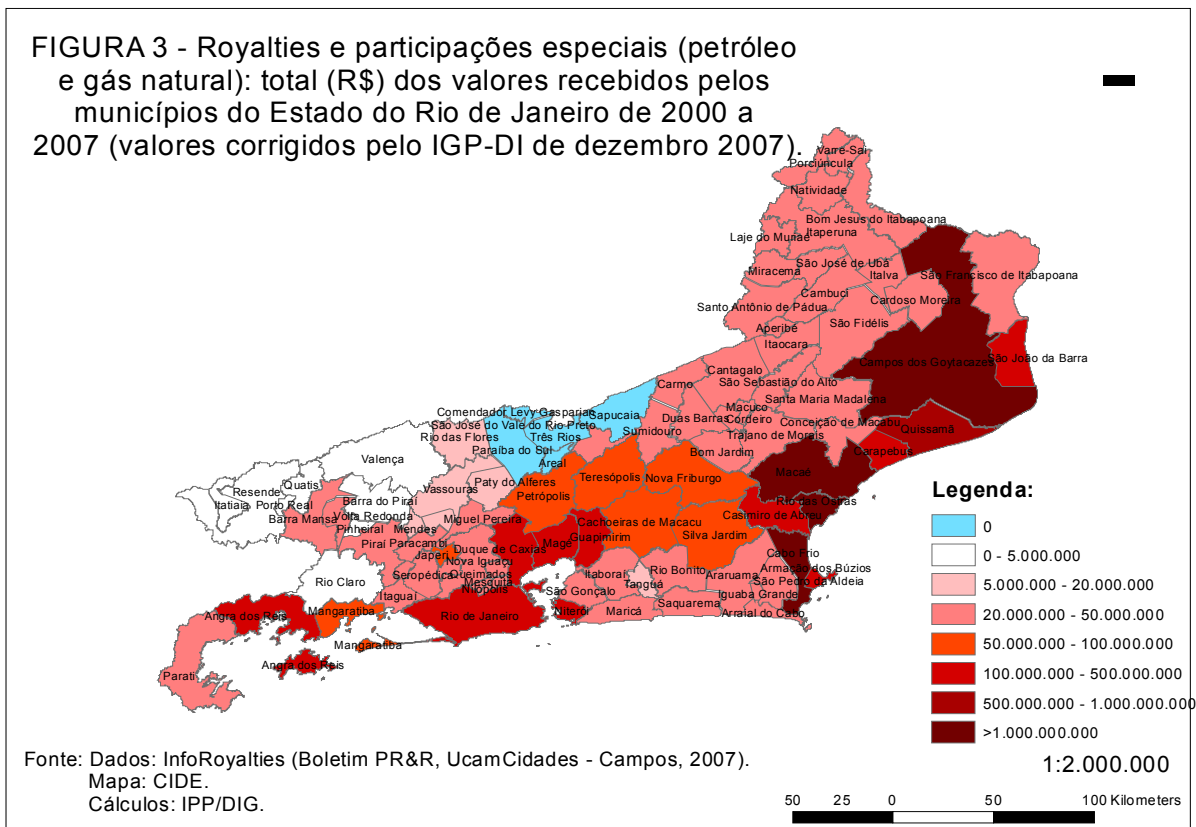 FIGURA 3 - Royalties e participações especiais (petróleo
e gás natural): total (R$) dos valores recebidos pelos
municípios do Estado do Rio de Janeiro de 2000 a
2007 (valores corrigidos pelo IGP-DI de dezembro 2007).
Varre-Sai
Porciúncula
Natividade
Bom Jesus do Itabapoana
Itaperuna
Laje do Muriaé
São José de Ubá
Italva
São Francisco de Itabapoana
Miracema
Cambuci
Cardoso Moreira
Santo Antônio de Pádua
Aperibé
São Fidélis
Itaocara
Campos dos Goytacazes
São João da Barra
Cantagalo
Carmo
São Sebastião do Alto
Santa Maria Madalena
Comendador Levy Gasparian
Sapucaia
Macuco
Cordeiro
Duas Barras
Conceição de Macabu
Quissamã
São José do Vale do Rio Preto
Rio das Flores
Três Rios
Sumidouro
Trajano de Morais
Paraíba do Sul
Areal
Bom Jardim
Carapebus
Valença
Macaé
Teresópolis
Nova Friburgo
Paty do Alferes
Vassouras
Petrópolis
Quatis
Resende
Itatiaia
Porto Real
Barra do Piraí
Rio das Ostras
Barra Mansa
Volta Redonda
Miguel Pereira
Cachoeiras de Macacu
Casimiro de Abreu
Pinheiral
Mendes
Guapimirim
Silva Jardim
Piraí
Paracambi
Duque de Caxias
Magé
Japeri
Nova Iguaçu
Cabo Frio
Seropédica
Queimados
Itaboraí
Rio Bonito
Armação dos Búzios
Rio Claro
Mesquita
Nilópolis
Tanguá
Araruama
São Pedro da Aldeia
Itaguaí
São Gonçalo
Iguaba Grande
Angra dos Reis
Mangaratiba
Rio de Janeiro
Niterói
Maricá
Saquarema
Arraial do Cabo
Mangaratiba
Angra dos Reis
Parati
Legenda:
0
0 - 5.000.000
5.000.000 - 20.000.000
20.000.000 - 50.000.000
50.000.000 - 100.000.000
100.000.000 - 500.000.000
500.000.000 - 1.000.000.000
>1.000.000.000
Fonte: Dados: InfoRoyalties (Boletim PR&R, UcamCidades - Campos, 2007).
Mapa: CIDE.
Cálculos: IPP/DIG.
1:2.000.000
50 25 0 50 100 Kilometers